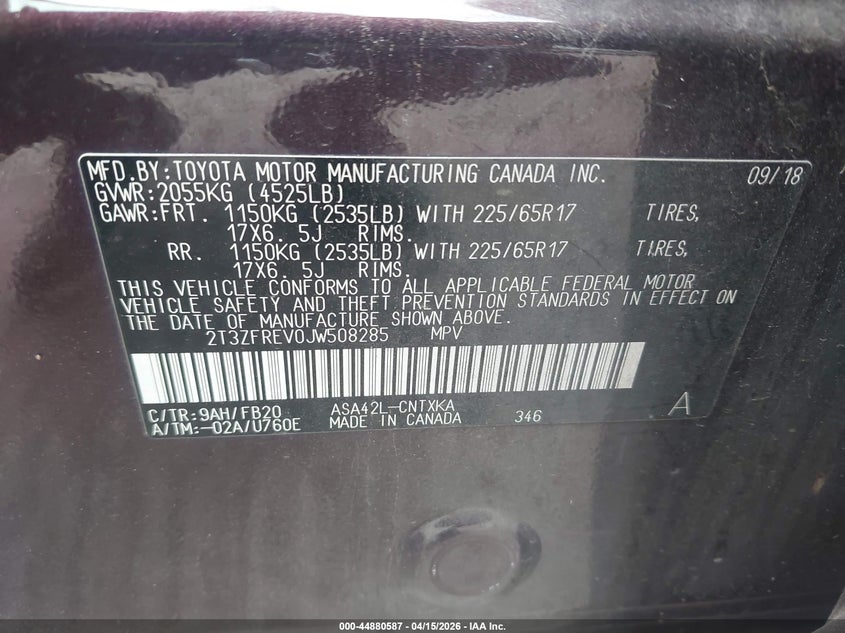 MFD.BY:TOYOTA MOTOR MANUFACTURING CANADA INC. 09/18
GVWR:2055KG (4525LB)
GAWR:FRT. 1150KG (2535LB) WITH 225/65R17 TIRES,
17X6. 5J RIMS.
RR. 1150KG (2535LB) WITH 225/65R17 TIRES,
17X6. 5J RIMS.
THIS VEHICLE CONFORMS TO ALL APPLICABLE FEDERAL MOTOR
VEHICLE SAFETY AND THEFT PREVENTION STANDARDS IN EFFECT ON
THE DATE OF MANUFACTURE SHOWN ABOVE.
2T3ZFREV0JW508285 MPV
C/TR:9AH/FB20 ASA42L-CNTXKA A
A/TM:-02A/U760E MADE IN CANADA 346
000-44880587 - 04/15/2026 - IAA Inc.